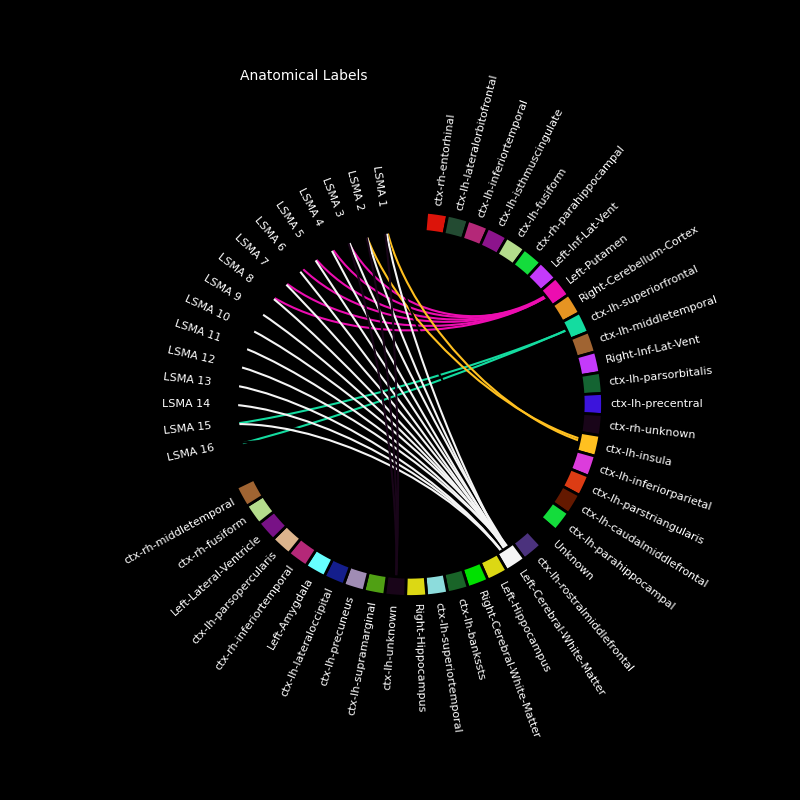 Anatomical Labels
LSMA 1
LSMA 2
LSMA 3
LSMA 4
LSMA 5
LSMA 6
LSMA 7
LSMA 8
LSMA 9
LSMA 10
LSMA 11
LSMA 12
LSMA 13
LSMA 14
LSMA 15
LSMA 16
ctx-rh-entorhinal
ctx-lh-lateralorbitofrontal
ctx-lh-inferiortemporal
ctx-lh-isthmuscingulate
ctx-lh-fusiform
ctx-rh-parahippocampal
Left-Inf-Lat-Vent
Left-Putamen
Right-Cerebellum-Cortex
ctx-lh-superiorfrontal
ctx-lh-middletemporal
Right-Inf-Lat-Vent
ctx-lh-parsorbitalis
ctx-lh-precentral
ctx-rh-unknown
ctx-lh-insula
ctx-lh-inferiorparietal
ctx-lh-parstriangularis
ctx-lh-caudalmiddlefrontal
ctx-lh-parahippocampal
Unknown
ctx-lh-rostralmiddlefrontal
Left-Cerebral-White-Matter
Left-Hippocampus
Right-Cerebral-White-Matter
ctx-lh-bankssts
ctx-lh-superiortemporal
Right-Hippocampus
ctx-lh-unknown
ctx-lh-supramarginal
ctx-lh-precuneus
ctx-lh-lateraloccipital
Left-Amygdala
ctx-rh-inferiortemporal
ctx-lh-parsopercularis
Left-Lateral-Ventricle
ctx-rh-fusiform
ctx-rh-middletemporal